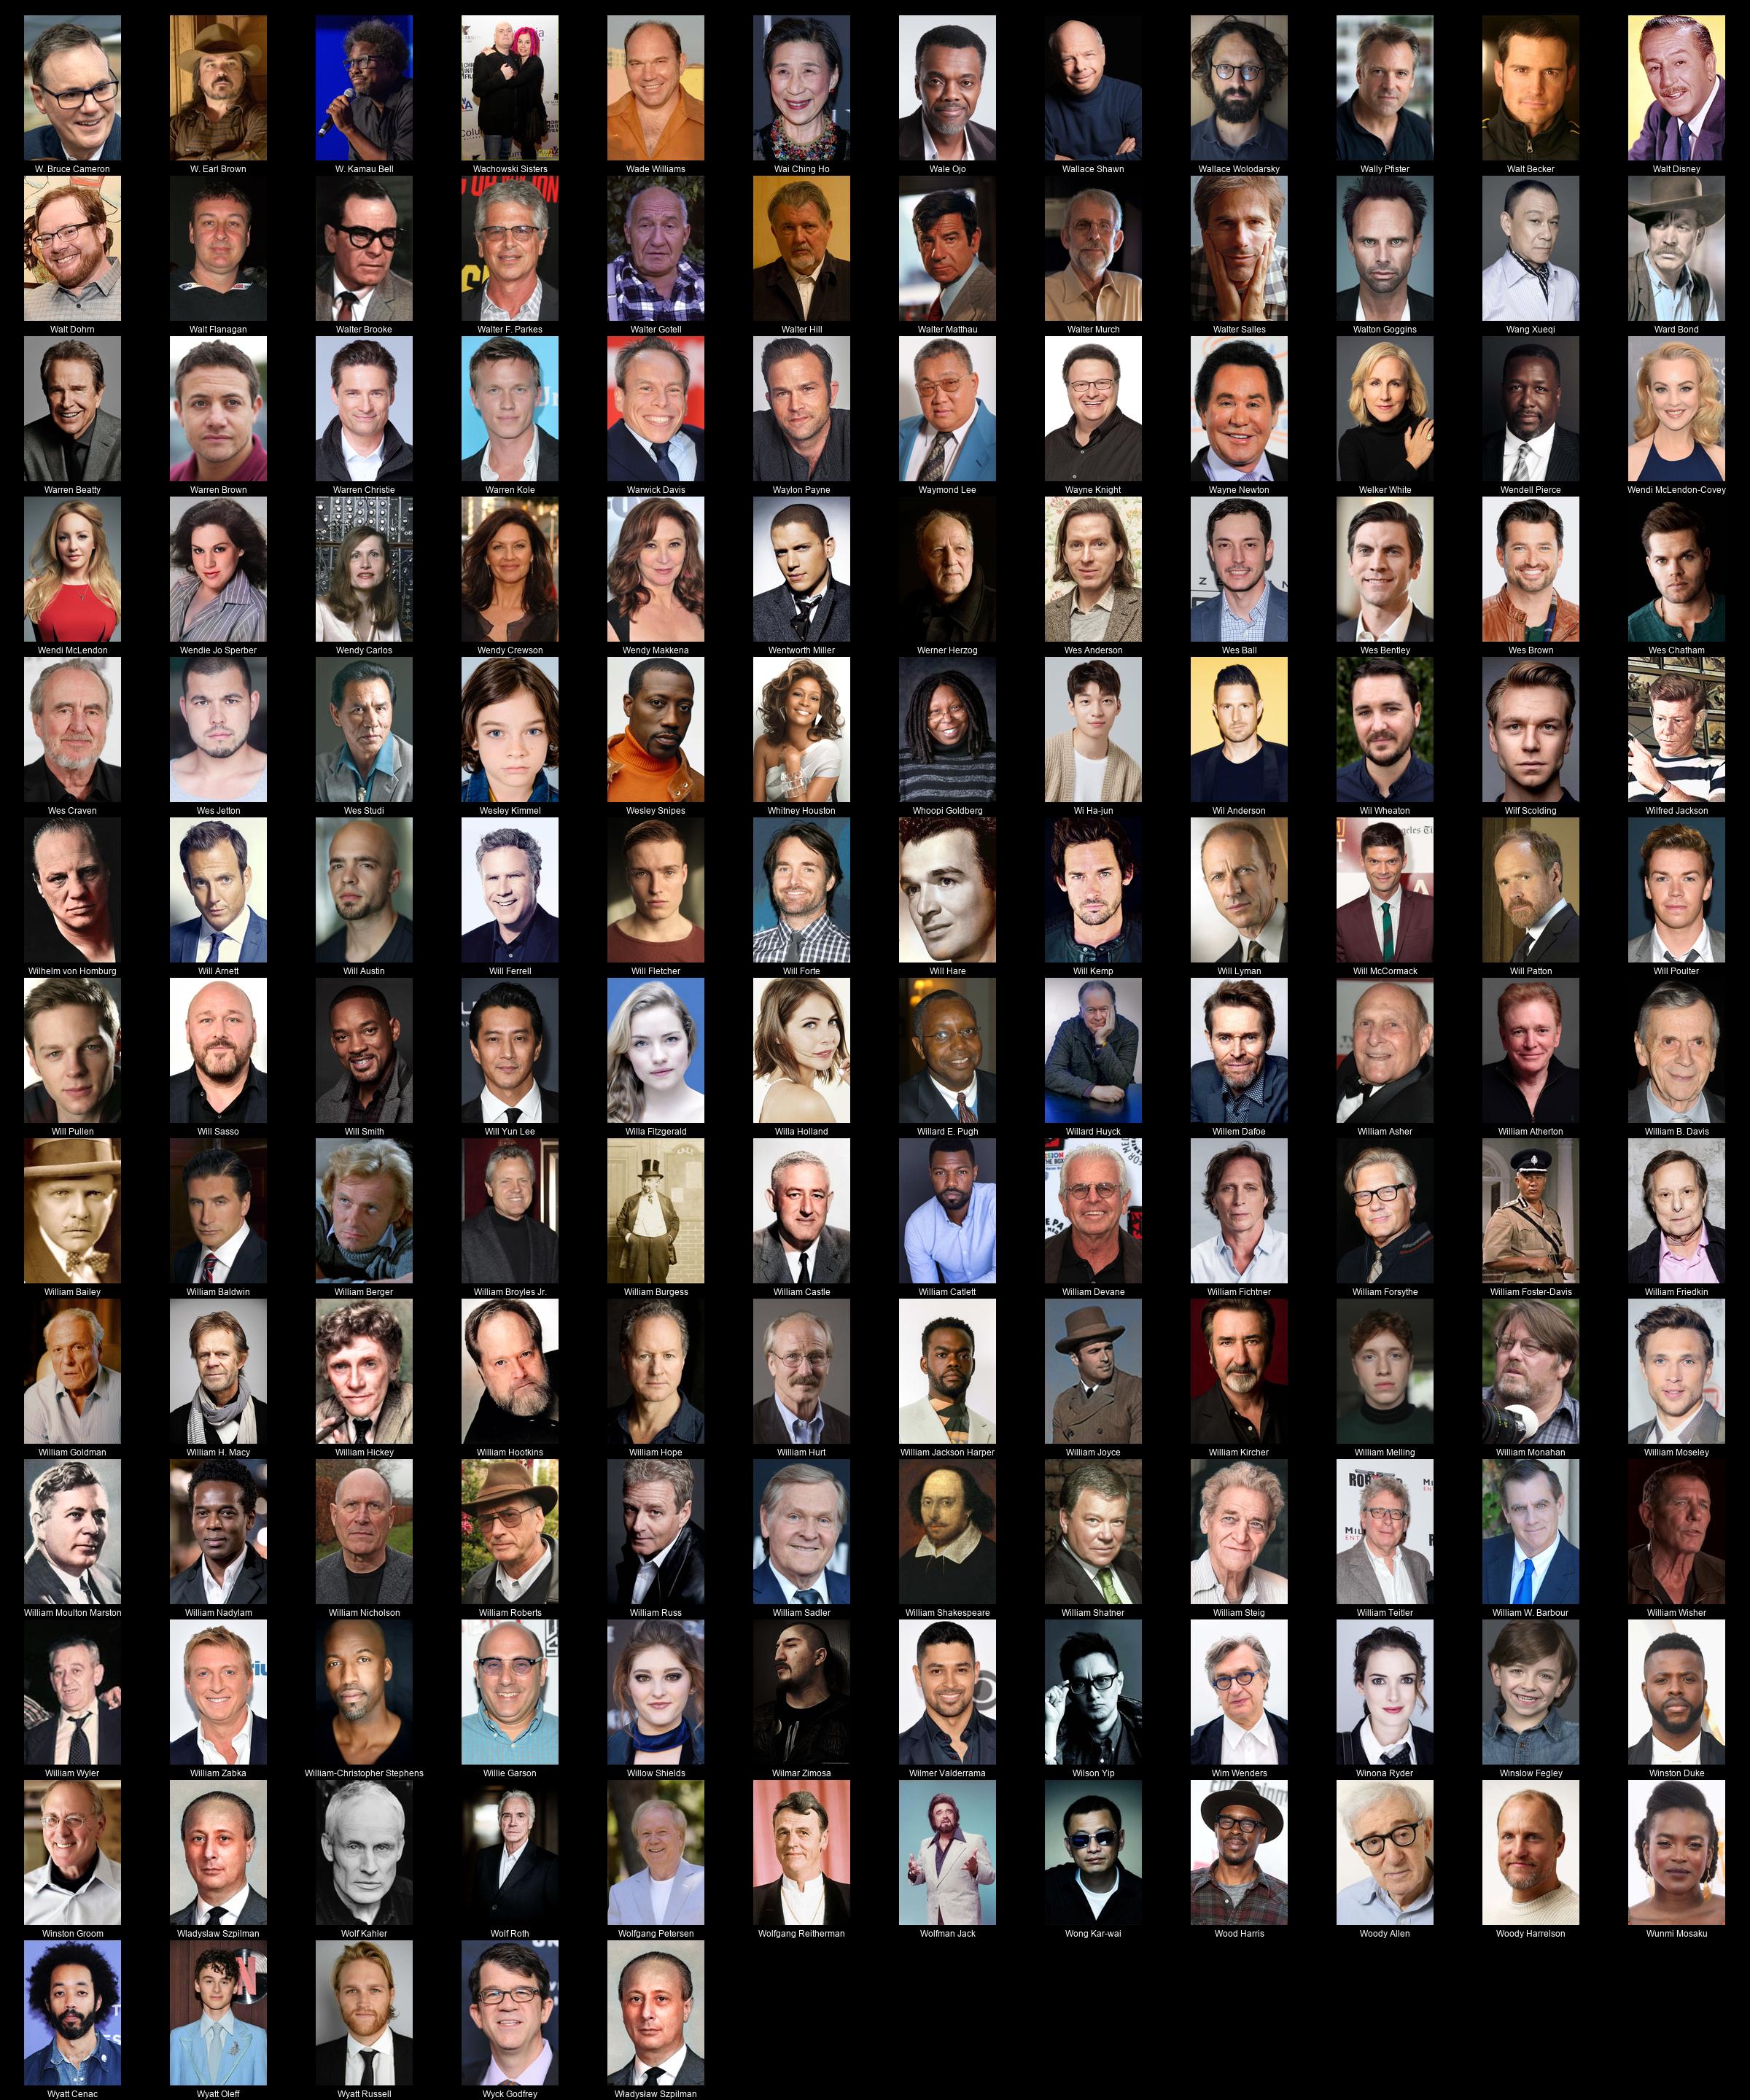 W. Bruce Cameron
W. Earl Brown
W. Kamau Bell
Wachowski Sisters
Wade Williams
Wai Ching Ho
Wale Ojo
Wallace Shawn
Wallace Wolodarsky
Wally Pfister
Walt Becker
Walt Disney
Walt Dohrn
Walt Flanagan
Walter Brooke
Walter F. Parkes
Walter Gotell
Walter Hill
Walter Matthau
Walter Murch
Walter Salles
Walton Goggins
Wang Xueqi
Ward Bond
Warren Beatty
Warren Brown
Warren Christie
Warren Kole
Warwick Davis
Waylon Payne
Waymond Lee
Wayne Knight
Wayne Newton
Welker White
Wendell Pierce
Wendi McLendon-Covey
Wendi McLendon
Wendie Jo Sperber
Wendy Carlos
Wendy Crewson
Wendy Makkena
Wentworth Miller
Werner Herzog
Wes Anderson
Wes Ball
Wes Bentley
Wes Brown
Wes Chatham
Wes Craven
Wes Jetton
Wes Studi
Wesley Kimmel
Wesley Snipes
Whitney Houston
Whoopi Goldberg
Wi Ha-jun
Wil Anderson
Wil Wheaton
Wilf Scolding
Wilfred Jackson
Wilhelm von Homburg
Will Arnett
Will Austin
Will Ferrell
Will Fletcher
Will Forte
Will Hare
Will Kemp
Will Lyman
Will McCormack
Will Patton
Will Poulter
Will Pullen
Will Sasso
Will Smith
Will Yun Lee
Willa Fitzgerald
Willa Holland
Willard E. Pugh
Willard Huyck
Willem Dafoe
William Asher
William Atherton
William B. Davis
William Bailey
William Baldwin
William Berger
William Broyles Jr.
William Burgess
William Castle
William Catlett
William Devane
William Fichtner
William Forsythe
William Foster-Davis
William Friedkin
William Goldman
William H. Macy
William Hickey
William Hootkins
William Hope
William Hurt
William Jackson Harper
William Joyce
William Kircher
William Melling
William Monahan
William Moseley
William Moulton Marston
William Nadylam
William Nicholson
William Roberts
William Russ
William Sadler
William Shakespeare
William Shatner
William Steig
William Teitler
William W. Barbour
William Wisher
William Wyler
William Zabka
William-Christopher Stephens
Willie Garson
Willow Shields
Wilmar Zimosa
Wilmer Valderrama
Wilson Yip
Wim Wenders
Winona Ryder
Winslow Fegley
Winston Duke
Winston Groom
Wladyslaw Szpilman
Wolf Kahler
Wolf Roth
Wolfgang Petersen
Wolfgang Reitherman
Wolfman Jack
Wong Kar-wai
Wood Harris
Woody Allen
Woody Harrelson
Wunmi Mosaku
Wyatt Cenac
Wyatt Oleff
Wyatt Russell
Wyck Godfrey
Władysław Szpilman